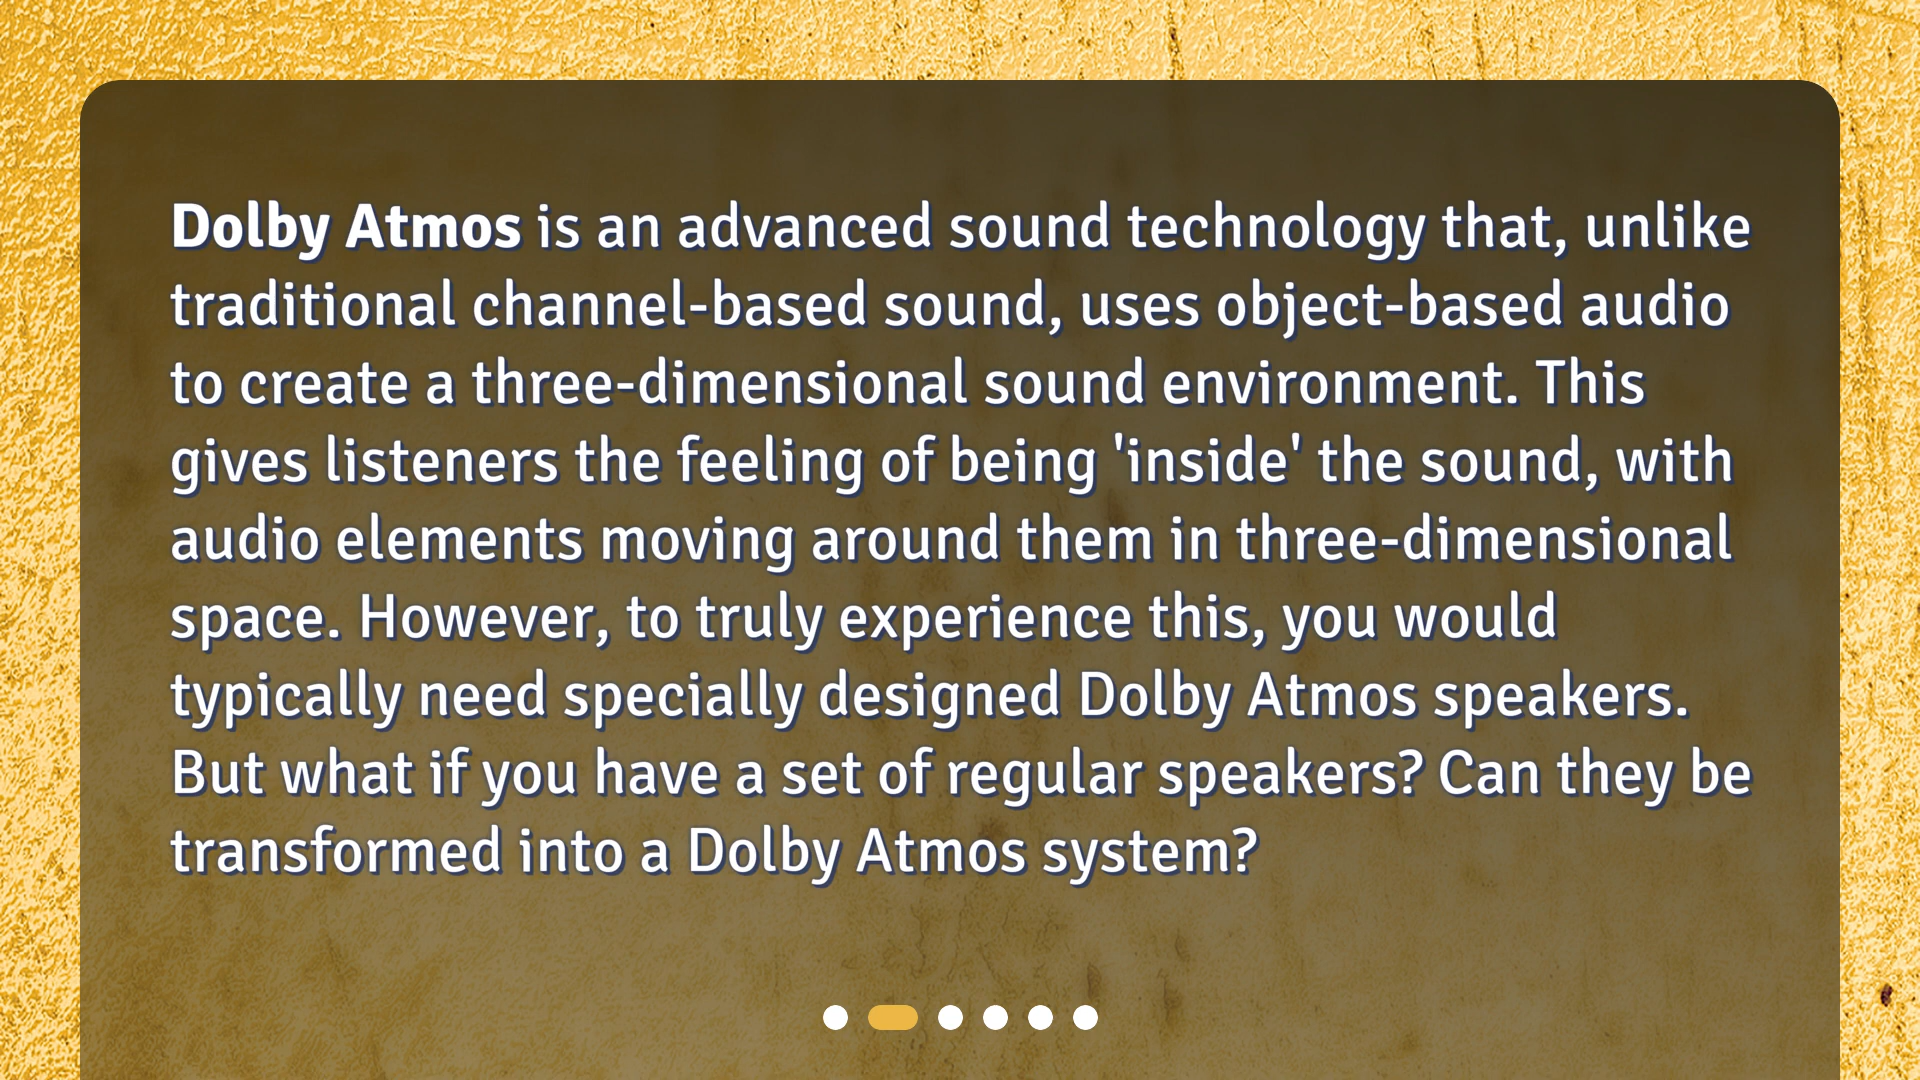 Dolby Atmos is an advanced sound technology that, unlike
traditional channel-based sound, uses object-based audio
to create a three-dimensional sound environment. This
gives listeners the feeling of being 'inside' the sound, with
audio elements moving around them in three-dimensional
space. However, to truly experience this, you would
typically need specially designed Dolby Atmos speakers.
But what if you have a set of regular speakers? Can they be
transformed into a Dolby Atmos system?